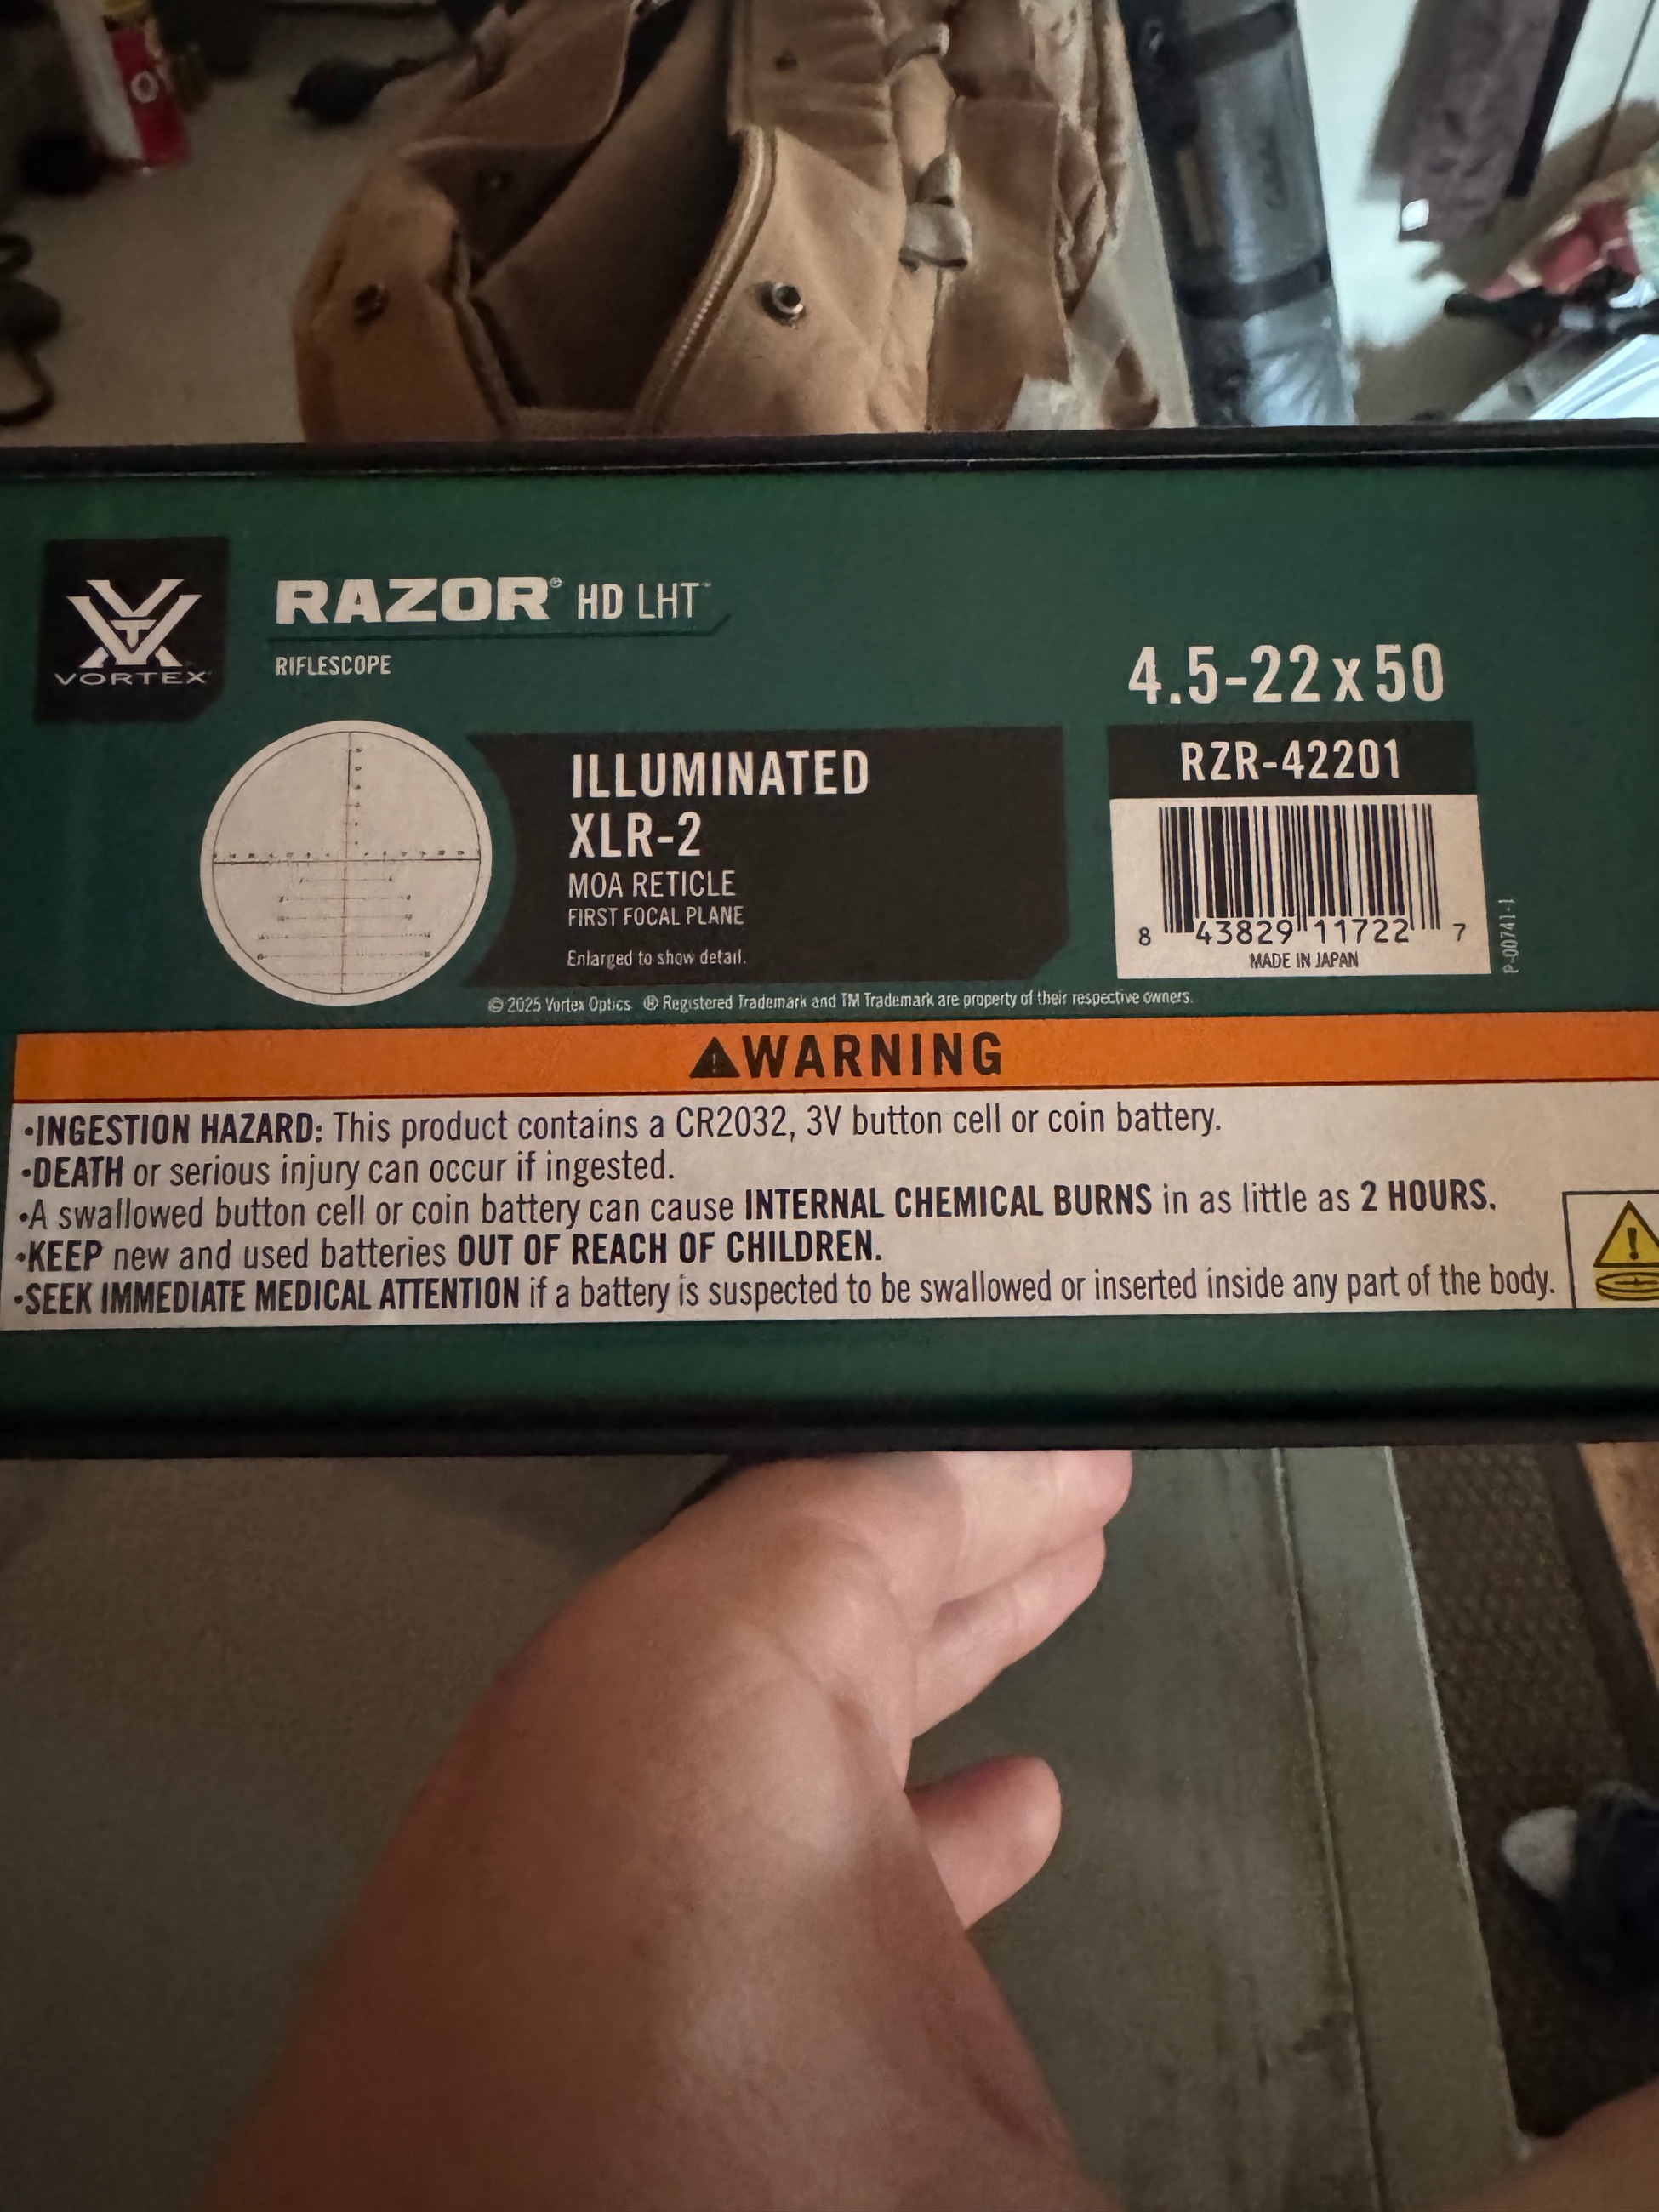 VORTEX
RAZOR® HD LHT™
RIFLESCOPE
4.5-22x50
ILLUMINATED
XLR-2
MOA RETICLE
FIRST FOCAL PLANE
Enlarged to show detail.
RZR-42201
8 43829 11722 7
MADE IN JAPAN
P-00741-1
© 2025 Vortex Optics ® Registered Trademark and TM Trademark are property of their respective owners.
WARNING
•INGESTION HAZARD: This product contains a CR2032, 3V button cell or coin battery.
•DEATH or serious injury can occur if ingested.
•A swallowed button cell or coin battery can cause INTERNAL CHEMICAL BURNS in as little as 2 HOURS.
•KEEP new and used batteries OUT OF REACH OF CHILDREN.
•SEEK IMMEDIATE MEDICAL ATTENTION if a battery is suspected to be swallowed or inserted inside any part of the body.